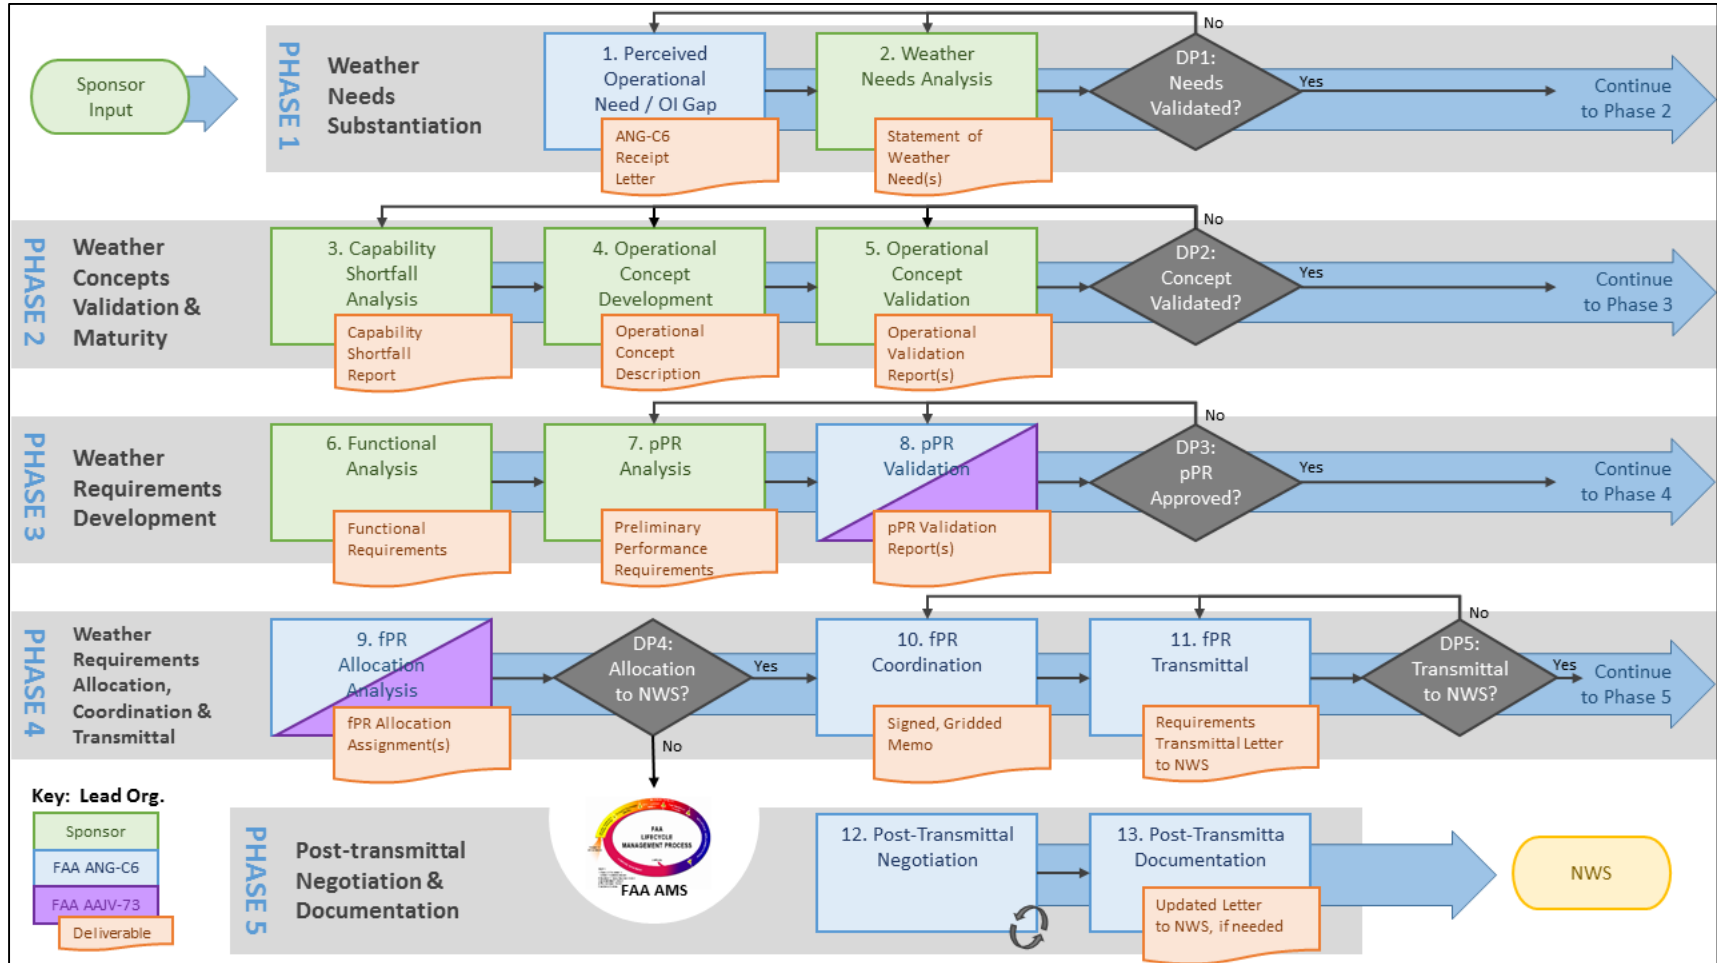 Sponsor
Input
PHASE 1
Weather
Needs
Substantiation
1. Perceived
Operational
Need / OI Gap
ANG-C6
Receipt
Letter
2. Weather
Needs Analysis
Statement of
Weather
Need(s)
DP1:
Needs
Validated?
No
Yes
Continue
to Phase 2
PHASE 2
Weather
Concepts
Validation &
Maturity
3. Capability
Shortfall
Analysis
Capability
Shortfall
Report
4. Operational
Concept
Development
Operational
Concept
Description
5. Operational
Concept
Validation
Operational
Validation
Report(s)
DP2:
Concept
Validated?
No
Yes
Continue
to Phase 3
PHASE 3
Weather
Requirements
Development
6. Functional
Analysis
Functional
Requirements
7. pPR
Analysis
Preliminary
Performance
Requirements
8. pPR
Validation
pPR Validation
Report(s)
DP3:
pPR
Approved?
No
Yes
Continue
to Phase 4
PHASE 4
Weather
Requirements
Allocation,
Coordination &
Transmittal
9. fPR
Allocation
Analysis
fPR Allocation
Assignment(s)
DP4:
Allocation
to NWS?
Yes
No
10. fPR
Coordination
Signed, Gridded
Memo
11. fPR
Transmittal
Requirements
Transmittal Letter
to NWS
DP5:
Transmittal
to NWS?
No
Yes
Continue
to Phase 5
Key: Lead Org.
Sponsor
FAA ANG-C6
FAA AAJV-73
Deliverable
PHASE 5
Post-transmittal
Negotiation &
Documentation
FAA
LIFECYCLE
MANAGEMENT PROCESS
FAA AMS
12. Post-Transmittal
Negotiation
13. Post-Transmitta
Documentation
Updated Letter
to NWS, if needed
NWS